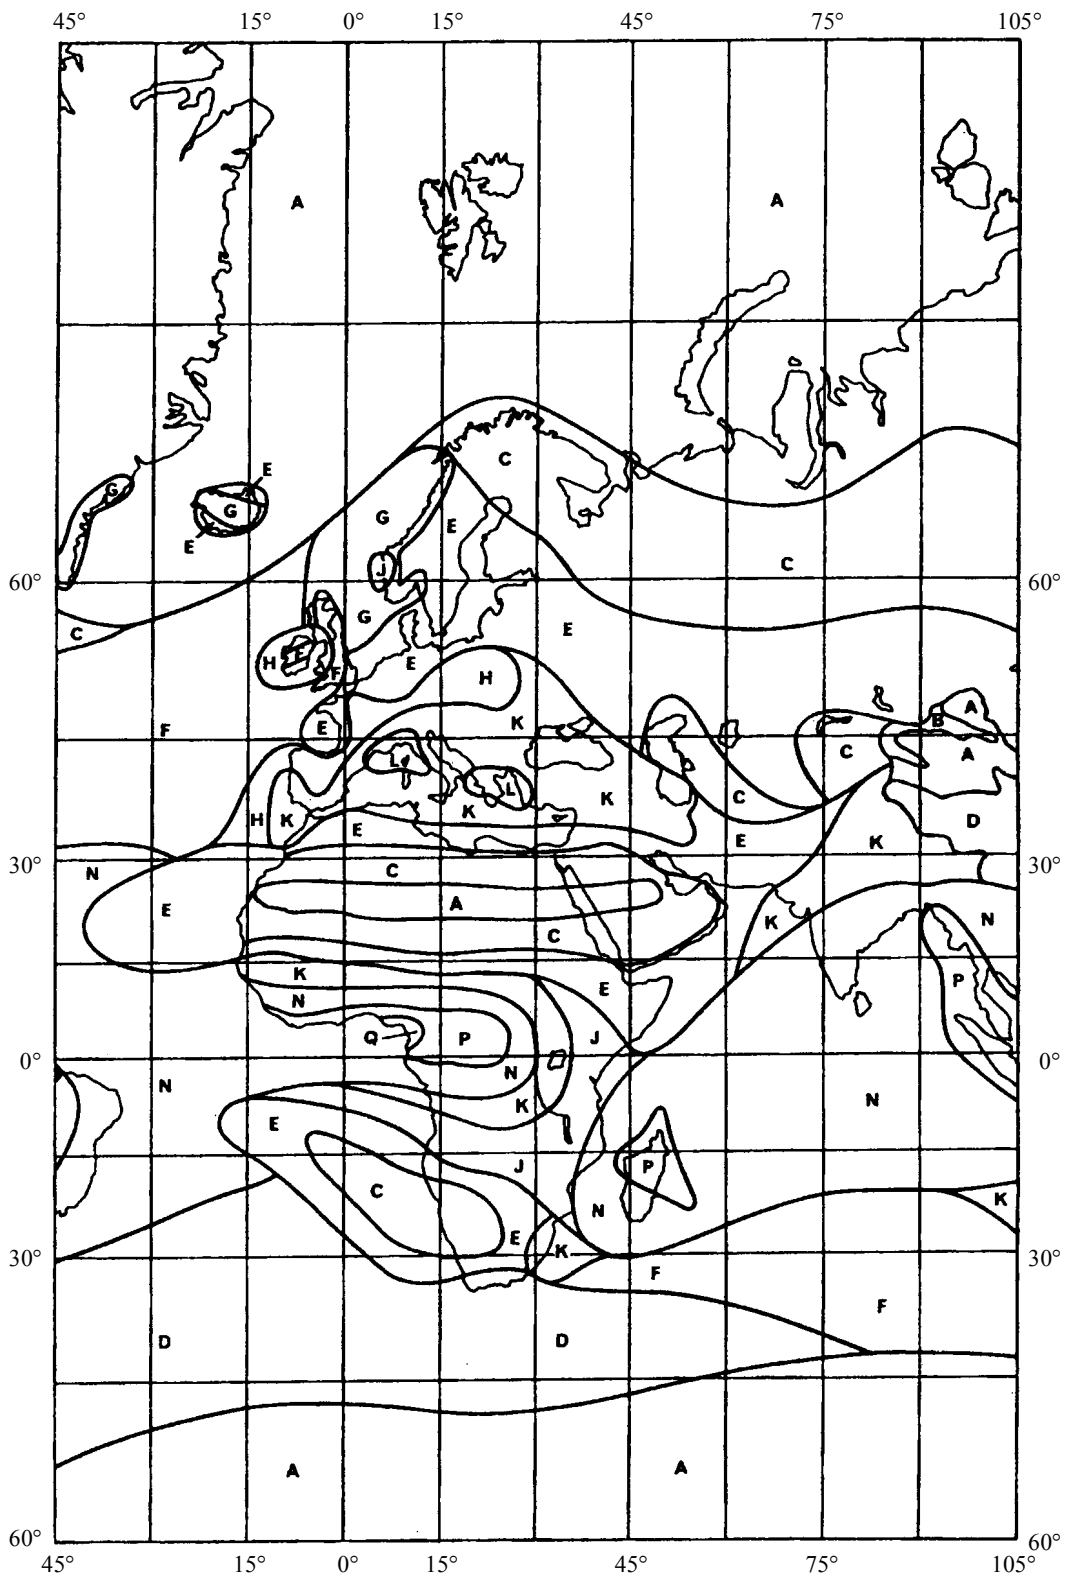 45° 15° 0° 15° 45° 75° 105°
A A
C
E
G G
G E
E
J C
60° 60°
G
C E
H E F E
H
A
F E K B
C A
L
L K C
H K K D
E E K
30° 30°
N C
A N
E K
C
P
K E
N
Q P J
0° 0°
N N
K N
E
J P
C K
N
E
30° K 30°
F
F
D D
A A
60° 60°
45° 15° 0° 15° 45° 75° 105°